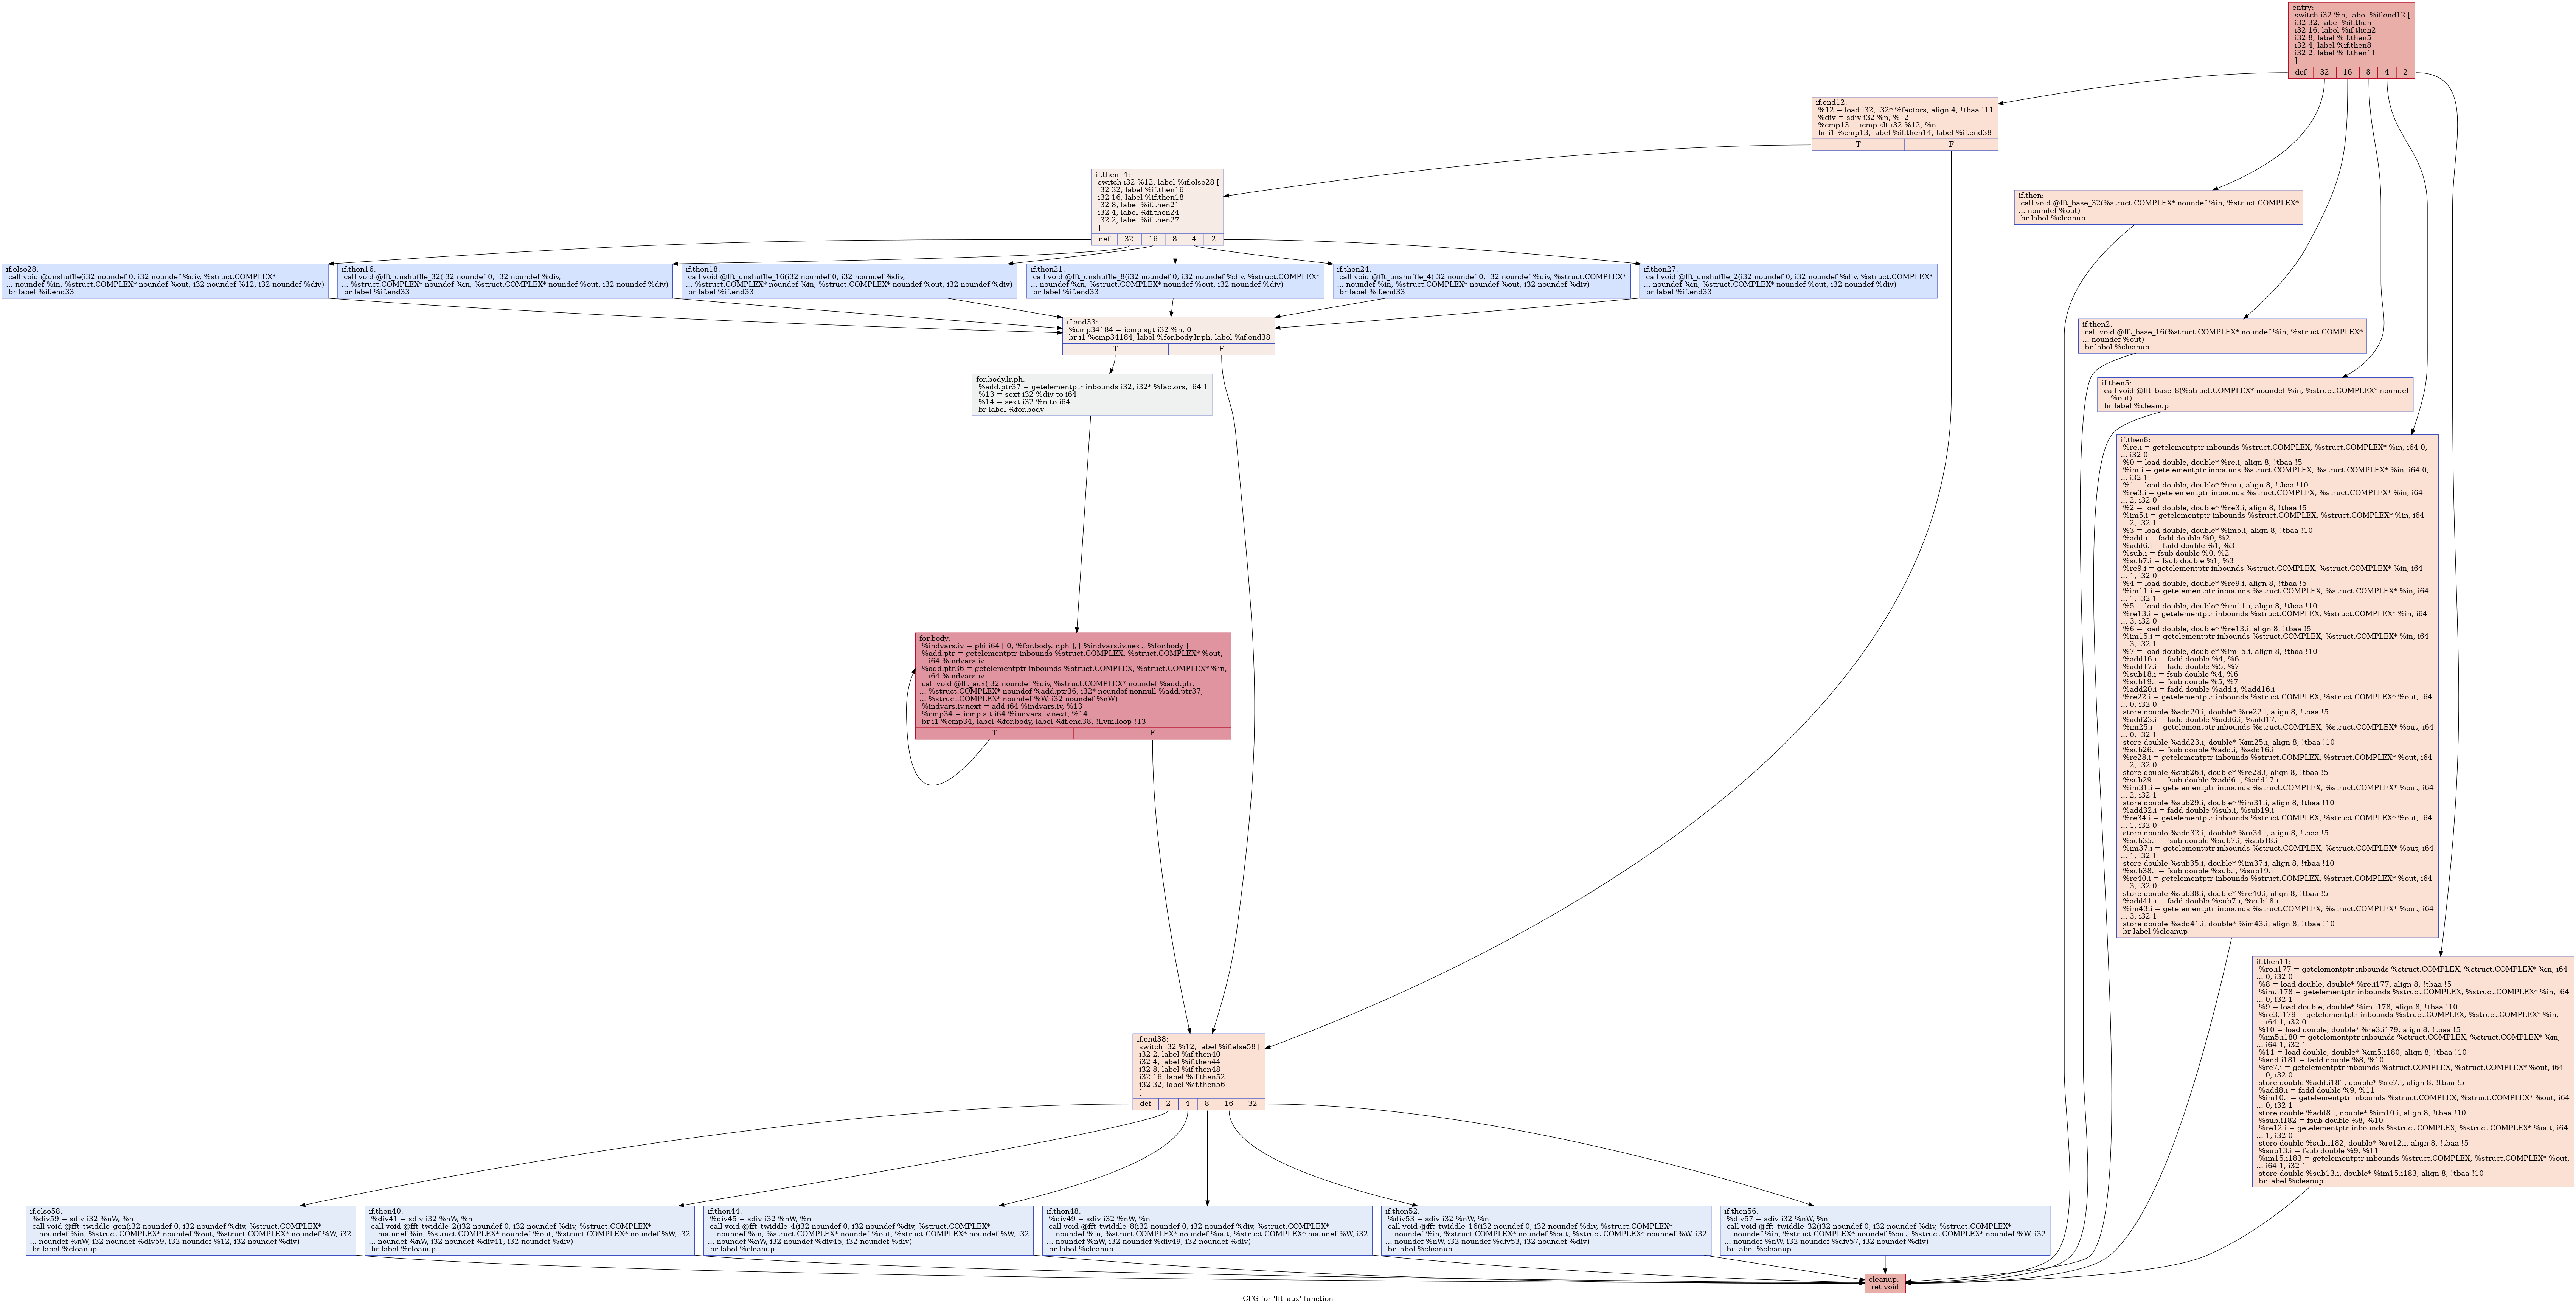 entry:
switch i32 %n, label %if.end12 [
i32 32, label %if.then
i32 16, label %if.then2
i32 8, label %if.then5
i32 4, label %if.then8
i32 2, label %if.then11
]
def 32 16 8 4 2
if.end12:
%12 = load i32, i32* %factors, align 4, !tbaa !11
%div = sdiv i32 %n, %12
%cmp13 = icmp slt i32 %12, %n
br i1 %cmp13, label %if.then14, label %if.end38
T F
if.then14:
switch i32 %12, label %if.else28 [
i32 32, label %if.then16
i32 16, label %if.then18
i32 8, label %if.then21
i32 4, label %if.then24
i32 2, label %if.then27
]
def 32 16 8 4 2
if.then:
call void @fft_base_32(%struct.COMPLEX* noundef %in, %struct.COMPLEX*
... noundef %out)
br label %cleanup
if.else28:
call void @unshuffle(i32 noundef 0, i32 noundef %div, %struct.COMPLEX*
... noundef %in, %struct.COMPLEX* noundef %out, i32 noundef %12, i32 noundef %div)
br label %if.end33
if.then16:
call void @fft_unshuffle_32(i32 noundef 0, i32 noundef %div,
... %struct.COMPLEX* noundef %in, %struct.COMPLEX* noundef %out, i32 noundef %div)
br label %if.end33
if.then18:
call void @fft_unshuffle_16(i32 noundef 0, i32 noundef %div,
... %struct.COMPLEX* noundef %in, %struct.COMPLEX* noundef %out, i32 noundef %div)
br label %if.end33
if.then21:
call void @fft_unshuffle_8(i32 noundef 0, i32 noundef %div, %struct.COMPLEX*
... noundef %in, %struct.COMPLEX* noundef %out, i32 noundef %div)
br label %if.end33
if.then24:
call void @fft_unshuffle_4(i32 noundef 0, i32 noundef %div, %struct.COMPLEX*
... noundef %in, %struct.COMPLEX* noundef %out, i32 noundef %div)
br label %if.end33
if.then27:
call void @fft_unshuffle_2(i32 noundef 0, i32 noundef %div, %struct.COMPLEX*
... noundef %in, %struct.COMPLEX* noundef %out, i32 noundef %div)
br label %if.end33
if.end33:
%cmp34184 = icmp sgt i32 %n, 0
br i1 %cmp34184, label %for.body.lr.ph, label %if.end38
T F
if.then2:
call void @fft_base_16(%struct.COMPLEX* noundef %in, %struct.COMPLEX*
... noundef %out)
br label %cleanup
for.body.lr.ph:
%add.ptr37 = getelementptr inbounds i32, i32* %factors, i64 1
%13 = sext i32 %div to i64
%14 = sext i32 %n to i64
br label %for.body
if.then5:
call void @fft_base_8(%struct.COMPLEX* noundef %in, %struct.COMPLEX* noundef
... %out)
br label %cleanup
if.then8:
%re.i = getelementptr inbounds %struct.COMPLEX, %struct.COMPLEX* %in, i64 0,
... i32 0
%0 = load double, double* %re.i, align 8, !tbaa !5
%im.i = getelementptr inbounds %struct.COMPLEX, %struct.COMPLEX* %in, i64 0,
... i32 1
%1 = load double, double* %im.i, align 8, !tbaa !10
%re3.i = getelementptr inbounds %struct.COMPLEX, %struct.COMPLEX* %in, i64
... 2, i32 0
%2 = load double, double* %re3.i, align 8, !tbaa !5
%im5.i = getelementptr inbounds %struct.COMPLEX, %struct.COMPLEX* %in, i64
... 2, i32 1
%3 = load double, double* %im5.i, align 8, !tbaa !10
%add.i = fadd double %0, %2
%add6.i = fadd double %1, %3
%sub.i = fsub double %0, %2
%sub7.i = fsub double %1, %3
%re9.i = getelementptr inbounds %struct.COMPLEX, %struct.COMPLEX* %in, i64
... 1, i32 0
%4 = load double, double* %re9.i, align 8, !tbaa !5
%im11.i = getelementptr inbounds %struct.COMPLEX, %struct.COMPLEX* %in, i64
... 1, i32 1
%5 = load double, double* %im11.i, align 8, !tbaa !10
%re13.i = getelementptr inbounds %struct.COMPLEX, %struct.COMPLEX* %in, i64
... 3, i32 0
%6 = load double, double* %re13.i, align 8, !tbaa !5
%im15.i = getelementptr inbounds %struct.COMPLEX, %struct.COMPLEX* %in, i64
... 3, i32 1
%7 = load double, double* %im15.i, align 8, !tbaa !10
%add16.i = fadd double %4, %6
%add17.i = fadd double %5, %7
%sub18.i = fsub double %4, %6
%sub19.i = fsub double %5, %7
%add20.i = fadd double %add.i, %add16.i
%re22.i = getelementptr inbounds %struct.COMPLEX, %struct.COMPLEX* %out, i64
... 0, i32 0
store double %add20.i, double* %re22.i, align 8, !tbaa !5
%add23.i = fadd double %add6.i, %add17.i
%im25.i = getelementptr inbounds %struct.COMPLEX, %struct.COMPLEX* %out, i64
... 0, i32 1
store double %add23.i, double* %im25.i, align 8, !tbaa !10
%sub26.i = fsub double %add.i, %add16.i
%re28.i = getelementptr inbounds %struct.COMPLEX, %struct.COMPLEX* %out, i64
... 2, i32 0
store double %sub26.i, double* %re28.i, align 8, !tbaa !5
%sub29.i = fsub double %add6.i, %add17.i
%im31.i = getelementptr inbounds %struct.COMPLEX, %struct.COMPLEX* %out, i64
... 2, i32 1
store double %sub29.i, double* %im31.i, align 8, !tbaa !10
%add32.i = fadd double %sub.i, %sub19.i
%re34.i = getelementptr inbounds %struct.COMPLEX, %struct.COMPLEX* %out, i64
... 1, i32 0
store double %add32.i, double* %re34.i, align 8, !tbaa !5
%sub35.i = fsub double %sub7.i, %sub18.i
%im37.i = getelementptr inbounds %struct.COMPLEX, %struct.COMPLEX* %out, i64
... 1, i32 1
store double %sub35.i, double* %im37.i, align 8, !tbaa !10
%sub38.i = fsub double %sub.i, %sub19.i
%re40.i = getelementptr inbounds %struct.COMPLEX, %struct.COMPLEX* %out, i64
... 3, i32 0
store double %sub38.i, double* %re40.i, align 8, !tbaa !5
%add41.i = fadd double %sub7.i, %sub18.i
%im43.i = getelementptr inbounds %struct.COMPLEX, %struct.COMPLEX* %out, i64
... 3, i32 1
store double %add41.i, double* %im43.i, align 8, !tbaa !10
br label %cleanup
for.body:
%indvars.iv = phi i64 [ 0, %for.body.lr.ph ], [ %indvars.iv.next, %for.body ]
%add.ptr = getelementptr inbounds %struct.COMPLEX, %struct.COMPLEX* %out,
... i64 %indvars.iv
%add.ptr36 = getelementptr inbounds %struct.COMPLEX, %struct.COMPLEX* %in,
... i64 %indvars.iv
call void @fft_aux(i32 noundef %div, %struct.COMPLEX* noundef %add.ptr,
... %struct.COMPLEX* noundef %add.ptr36, i32* noundef nonnull %add.ptr37,
... %struct.COMPLEX* noundef %W, i32 noundef %nW)
%indvars.iv.next = add i64 %indvars.iv, %13
%cmp34 = icmp slt i64 %indvars.iv.next, %14
br i1 %cmp34, label %for.body, label %if.end38, !llvm.loop !13
T F
if.then11:
%re.i177 = getelementptr inbounds %struct.COMPLEX, %struct.COMPLEX* %in, i64
... 0, i32 0
%8 = load double, double* %re.i177, align 8, !tbaa !5
%im.i178 = getelementptr inbounds %struct.COMPLEX, %struct.COMPLEX* %in, i64
... 0, i32 1
%9 = load double, double* %im.i178, align 8, !tbaa !10
%re3.i179 = getelementptr inbounds %struct.COMPLEX, %struct.COMPLEX* %in,
... i64 1, i32 0
%10 = load double, double* %re3.i179, align 8, !tbaa !5
%im5.i180 = getelementptr inbounds %struct.COMPLEX, %struct.COMPLEX* %in,
... i64 1, i32 1
%11 = load double, double* %im5.i180, align 8, !tbaa !10
%add.i181 = fadd double %8, %10
%re7.i = getelementptr inbounds %struct.COMPLEX, %struct.COMPLEX* %out, i64
... 0, i32 0
store double %add.i181, double* %re7.i, align 8, !tbaa !5
%add8.i = fadd double %9, %11
%im10.i = getelementptr inbounds %struct.COMPLEX, %struct.COMPLEX* %out, i64
... 0, i32 1
store double %add8.i, double* %im10.i, align 8, !tbaa !10
%sub.i182 = fsub double %8, %10
%re12.i = getelementptr inbounds %struct.COMPLEX, %struct.COMPLEX* %out, i64
... 1, i32 0
store double %sub.i182, double* %re12.i, align 8, !tbaa !5
%sub13.i = fsub double %9, %11
%im15.i183 = getelementptr inbounds %struct.COMPLEX, %struct.COMPLEX* %out,
... i64 1, i32 1
store double %sub13.i, double* %im15.i183, align 8, !tbaa !10
br label %cleanup
if.end38:
switch i32 %12, label %if.else58 [
i32 2, label %if.then40
i32 4, label %if.then44
i32 8, label %if.then48
i32 16, label %if.then52
i32 32, label %if.then56
]
def 2 4 8 16 32
if.else58:
%div59 = sdiv i32 %nW, %n
call void @fft_twiddle_gen(i32 noundef 0, i32 noundef %div, %struct.COMPLEX*
... noundef %in, %struct.COMPLEX* noundef %out, %struct.COMPLEX* noundef %W, i32
... noundef %nW, i32 noundef %div59, i32 noundef %12, i32 noundef %div)
br label %cleanup
if.then40:
%div41 = sdiv i32 %nW, %n
call void @fft_twiddle_2(i32 noundef 0, i32 noundef %div, %struct.COMPLEX*
... noundef %in, %struct.COMPLEX* noundef %out, %struct.COMPLEX* noundef %W, i32
... noundef %nW, i32 noundef %div41, i32 noundef %div)
br label %cleanup
if.then44:
%div45 = sdiv i32 %nW, %n
call void @fft_twiddle_4(i32 noundef 0, i32 noundef %div, %struct.COMPLEX*
... noundef %in, %struct.COMPLEX* noundef %out, %struct.COMPLEX* noundef %W, i32
... noundef %nW, i32 noundef %div45, i32 noundef %div)
br label %cleanup
if.then48:
%div49 = sdiv i32 %nW, %n
call void @fft_twiddle_8(i32 noundef 0, i32 noundef %div, %struct.COMPLEX*
... noundef %in, %struct.COMPLEX* noundef %out, %struct.COMPLEX* noundef %W, i32
... noundef %nW, i32 noundef %div49, i32 noundef %div)
br label %cleanup
if.then52:
%div53 = sdiv i32 %nW, %n
call void @fft_twiddle_16(i32 noundef 0, i32 noundef %div, %struct.COMPLEX*
... noundef %in, %struct.COMPLEX* noundef %out, %struct.COMPLEX* noundef %W, i32
... noundef %nW, i32 noundef %div53, i32 noundef %div)
br label %cleanup
if.then56:
%div57 = sdiv i32 %nW, %n
call void @fft_twiddle_32(i32 noundef 0, i32 noundef %div, %struct.COMPLEX*
... noundef %in, %struct.COMPLEX* noundef %out, %struct.COMPLEX* noundef %W, i32
... noundef %nW, i32 noundef %div57, i32 noundef %div)
br label %cleanup
cleanup:
ret void
CFG for 'fft_aux' function